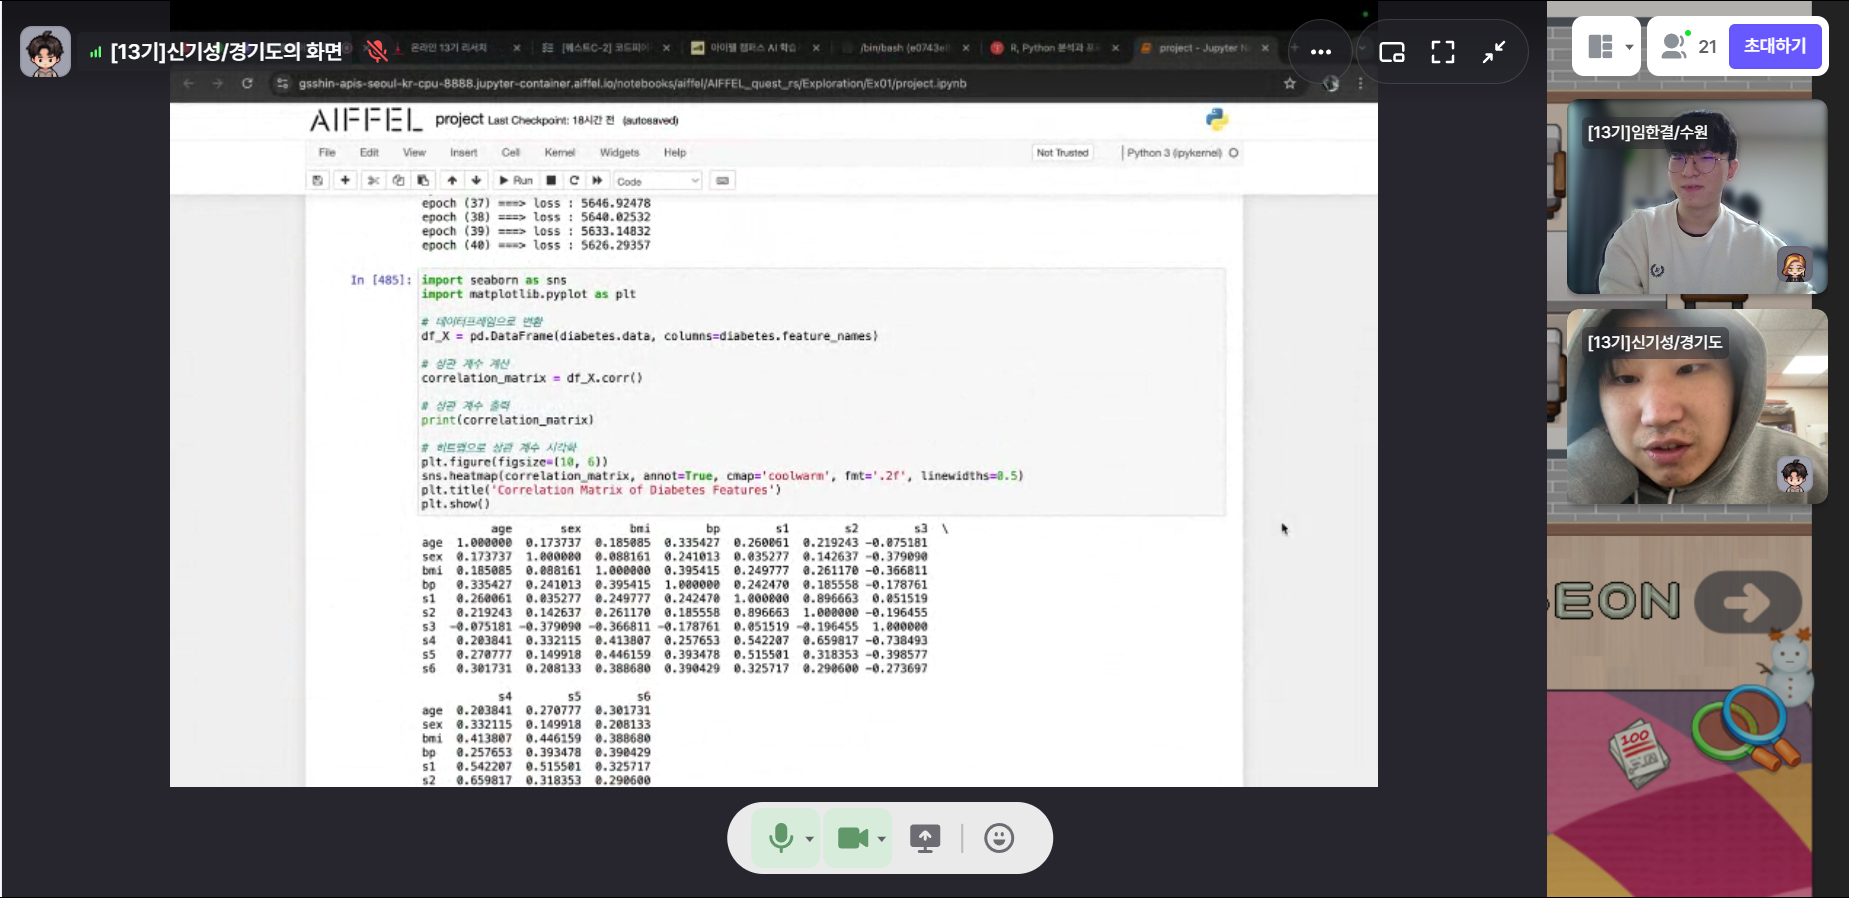 [13기]신기성/경기도의 화면
온라인 13기 리서치
[퀘스트C-2] 코드피어
아이펠 캠퍼스 AI 학습
/bin/bash (e0743e
R, Python 분석과 프
project - Jupyter N
21
초대하기
gsshin-apis-seoul-kr-cpu-8888.jupyter-container.aiffel.io/notebooks/aiffel/AIFFEL_quest_rs/Exploration/Ex01/project.ipynb
AIFFEL project Last Checkpoint: 18시간 전 (autosaved)
File Edit View Insert Cell Kernel Widgets Help
Not Trusted
Python 3 (ipykernel)
Run
Code
epoch (37) ===> loss : 5646.92478
epoch (38) ===> loss : 5640.02532
epoch (39) ===> loss : 5633.14832
epoch (40) ===> loss : 5626.29357
In [485]: import seaborn as sns
import matplotlib.pyplot as plt
# 데이터프레임으로 변환
df_X = pd.DataFrame(diabetes.data, columns=diabetes.feature_names)
# 상관 계수 계산
correlation_matrix = df_X.corr()
# 상관 계수 출력
print(correlation_matrix)
# 히트맵으로 상관 계수 시각화
plt.figure(figsize=(10, 6))
sns.heatmap(correlation_matrix, annot=True, cmap='coolwarm', fmt='.2f', linewidths=0.5)
plt.title('Correlation Matrix of Diabetes Features')
plt.show()
age sex bmi bp s1 s2 s3 \
age 1.000000 0.173737 0.185085 0.335427 0.260061 0.219243 -0.075181
sex 0.173737 1.000000 0.088161 0.241013 0.035277 0.142637 -0.379090
bmi 0.185085 0.088161 1.000000 0.395415 0.249777 0.261170 -0.366811
bp 0.335427 0.241013 0.395415 1.000000 0.242470 0.185558 -0.178761
s1 0.260061 0.035277 0.249777 0.242470 1.000000 0.896663 0.051519
s2 0.219243 0.142637 0.261170 0.185558 0.896663 1.000000 -0.196455
s3 -0.075181 -0.379090 -0.366811 -0.178761 0.051519 -0.196455 1.000000
s4 0.203841 0.332115 0.413807 0.257653 0.542207 0.659817 -0.738493
s5 0.270777 0.149918 0.446159 0.393478 0.515501 0.318353 -0.398577
s6 0.301731 0.208133 0.388680 0.390429 0.325717 0.290600 -0.273697
s4 s5 s6
age 0.203841 0.270777 0.301731
sex 0.332115 0.149918 0.208133
bmi 0.413807 0.446159 0.388680
bp 0.257653 0.393478 0.390429
s1 0.542207 0.515501 0.325717
s2 0.659817 0.318353 0.290600
[13기]임한결/수원
[13기]신기성/경기도
EON
100